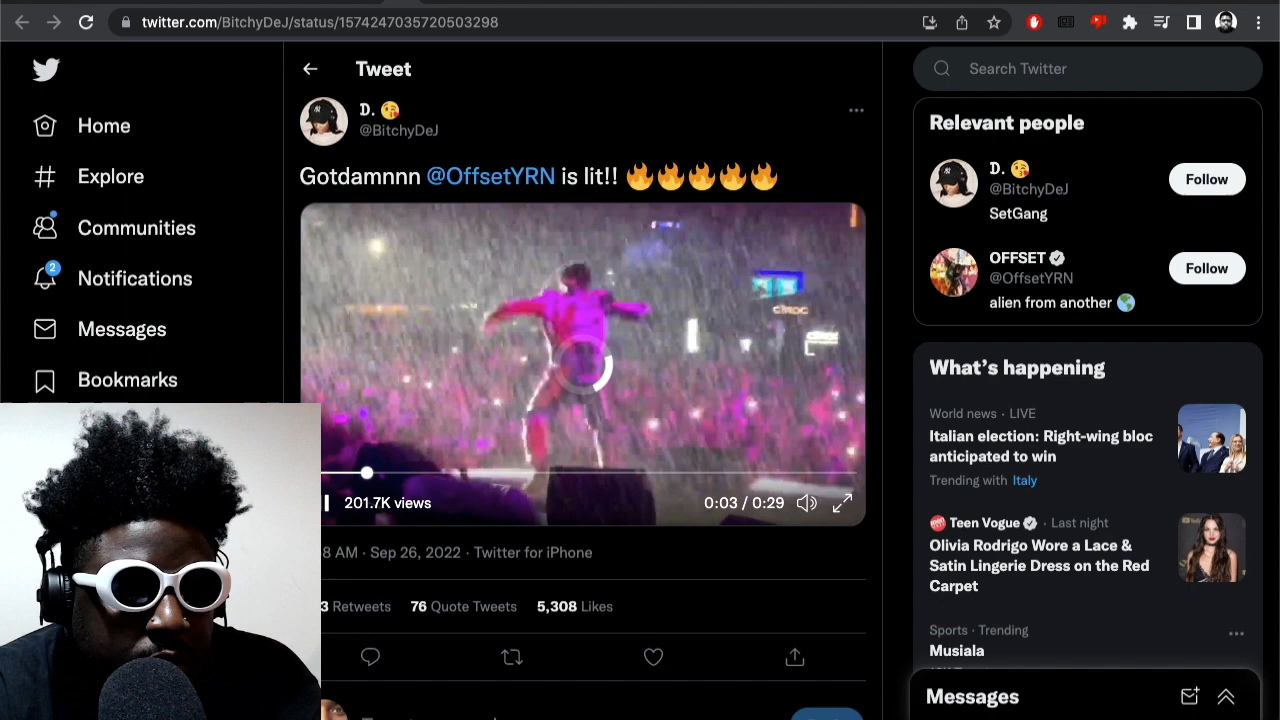 twitter.com/BitchyDeJ/status/1574247035720503298
Home
Explore
Communities
2
Notifications
Messages
Bookmarks
Tweet
D. 😘
@BitchyDeJ
Gotdamnnn @OffsetYRN is lit!! 🔥🔥🔥🔥🔥
CIROC
201.7K views
0:03 / 0:29
8 AM · Sep 26, 2022 · Twitter for iPhone
3 Retweets 76 Quote Tweets 5,308 Likes
Search Twitter
Relevant people
D. 😘
@BitchyDeJ
Follow
SetGang
OFFSET
@OffsetYRN
Follow
alien from another 🌎
What's happening
World news · LIVE
Italian election: Right-wing bloc
anticipated to win
Trending with Italy
Teen Vogue · Last night
Olivia Rodrigo Wore a Lace &
Satin Lingerie Dress on the Red
Carpet
Sports · Trending
Musiala
Messages